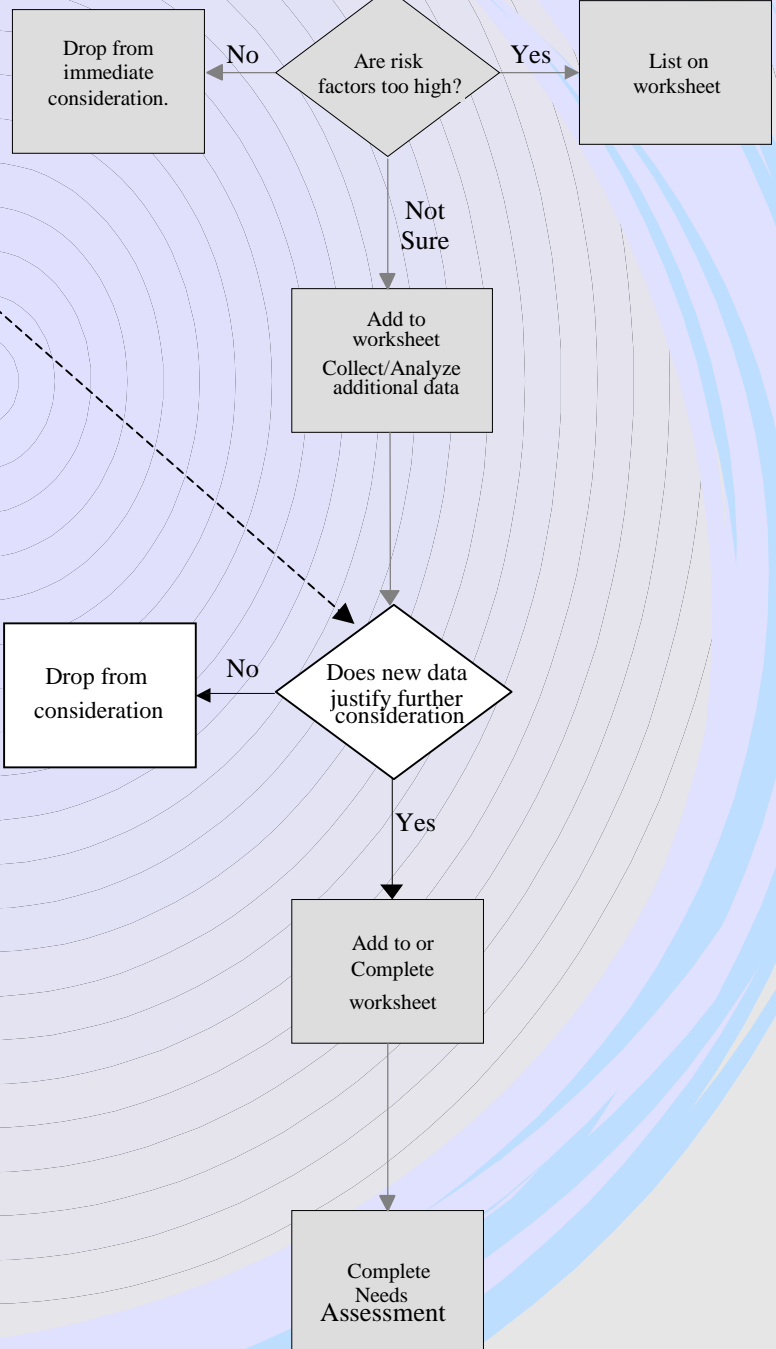 Drop from
immediate
consideration.
No
Are risk
factors too high?
Yes
List on
worksheet
Not
Sure
Add to
worksheet
Collect/Analyze
additional data
Does new data
justify further
consideration
No
Drop from
consideration
Yes
Add to or
Complete
worksheet
Complete
Needs
Assessment